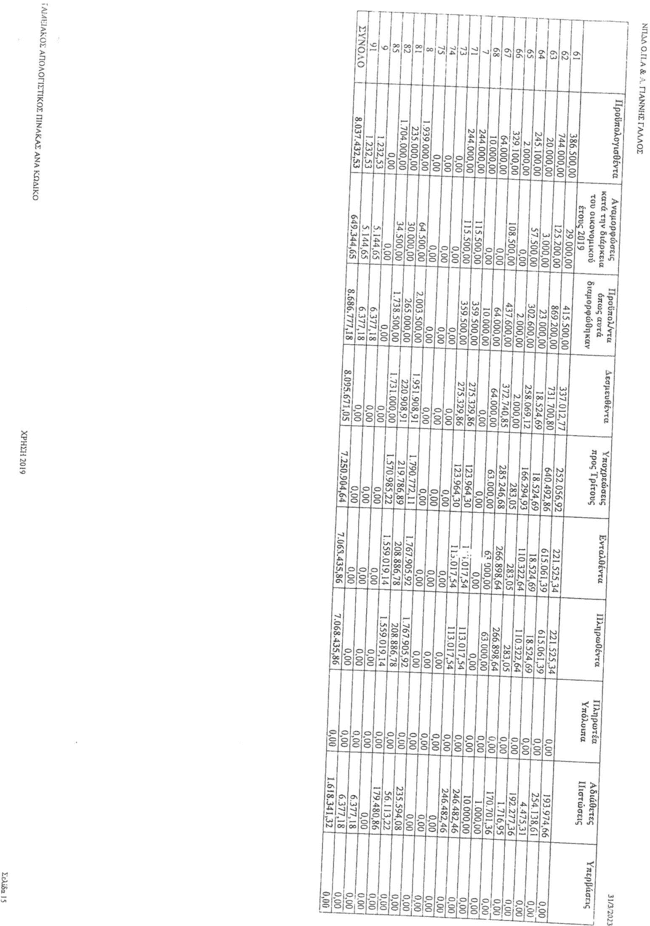 ΝΠΔΔ Ο.Π.Α & Α. ΓΙΑΝΝΗΣ ΓΑΛΛΟΣ 31/3/2023
Προϋπολογισθέντα Αναμορφώσεις κατά την διάρκεια του οικονομικού έτους 2019 Προϋπολ/ντα όπως αυτά διαμορφώθηκαν Δεσμευθέντα Υποχρεώσεις προς Τρίτους Ενταλθέντα Πληρωθέντα Πληρωτέα Υπόλοιπα Αδιάθετες Πιστώσεις Υπερβάσεις
61 386.500,00 29.000,00 415.500,00 337.012,77 252.056,92 221.525,34 221.525,34 0,00 193.974,66 0,00
62 744.000,00 125.200,00 869.200,00 731.700,80 640.492,86 615.061,39 615.061,39 0,00 254.138,61 0,00
63 20.000,00 3.000,00 23.000,00 18.524,69 18.524,69 18.524,69 18.524,69 0,00 4.475,31 0,00
64 245.100,00 57.500,00 302.600,00 258.069,12 166.294,93 110.322,64 110.322,64 0,00 192.277,36 0,00
65 2.000,00 0,00 2.000,00 2.000,00 283,05 283,05 283,05 0,00 1.716,95 0,00
66 329.100,00 108.500,00 437.600,00 372.740,85 285.246,68 266.898,64 266.898,64 0,00 170.701,36 0,00
67 64.000,00 0,00 64.000,00 64.000,00 63.000,00 63.000,00 63.000,00 0,00 1.000,00 0,00
68 10.000,00 0,00 10.000,00 0,00 0,00 0,00 0,00 0,00 10.000,00 0,00
7 244.000,00 115.500,00 359.500,00 275.329,86 123.964,30 113.017,54 0,00 246.482,46 0,00
71 244.000,00 115.500,00 359.500,00 275.329,86 123.964,30 113.017,54 113.017,54 0,00 246.482,46 0,00
73 0,00 0,00 0,00 0,00 0,00 0,00 0,00 0,00 0,00 0,00
74 0,00 0,00 0,00 0,00 0,00 0,00 0,00 0,00 0,00 0,00
75 0,00 0,00 0,00 0,00 0,00 0,00 0,00 0,00 0,00 0,00
8 1.939.000,00 64.500,00 2.003.500,00 1.951.908,91 1.790.772,11 1.767.905,92 1.767.905,92 0,00 235.594,08 0,00
81 235.000,00 30.000,00 265.000,00 220.908,91 219.786,89 208.886,78 208.886,78 0,00 56.113,22 0,00
82 1.704.000,00 34.500,00 1.738.500,00 1.731.000,00 1.570.985,22 1.559.019,14 1.559.019,14 0,00 179.480,86 0,00
85 0,00 0,00 0,00 0,00 0,00 0,00 0,00 0,00 0,00 0,00
9 1.232,53 5.144,65 6.377,18 0,00 0,00 0,00 0,00 0,00 6.377,18 0,00
91 1.232,53 5.144,65 6.377,18 0,00 0,00 0,00 0,00 0,00 6.377,18 0,00
ΣΥΝΟΛΟ 8.037.432,53 649.344,65 8.686.777,18 8.095.671,05 7.250.904,64 7.068.435,86 7.068.435,86 0,00 1.618.341,32 0,00
ΤΑΜΕΙΑΚΟΣ ΑΠΟΛΟΓΙΣΤΙΚΟΣ ΠΙΝΑΚΑΣ ΑΝΑ ΚΩΔΙΚΟ ΧΡΗΣΗ 2019 Σελίδα 15